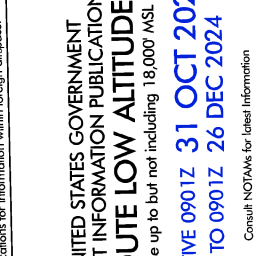 ations for information within foreign airspace.
NITED STATES GOVERNMENT
T INFORMATION PUBLICATION
OUTE LOW ALTITUDE
e up to but not including 18,000' MSL
IVE 0901Z 31 OCT 202
TO 0901Z 26 DEC 2024
Consult NOTAMs for latest Information